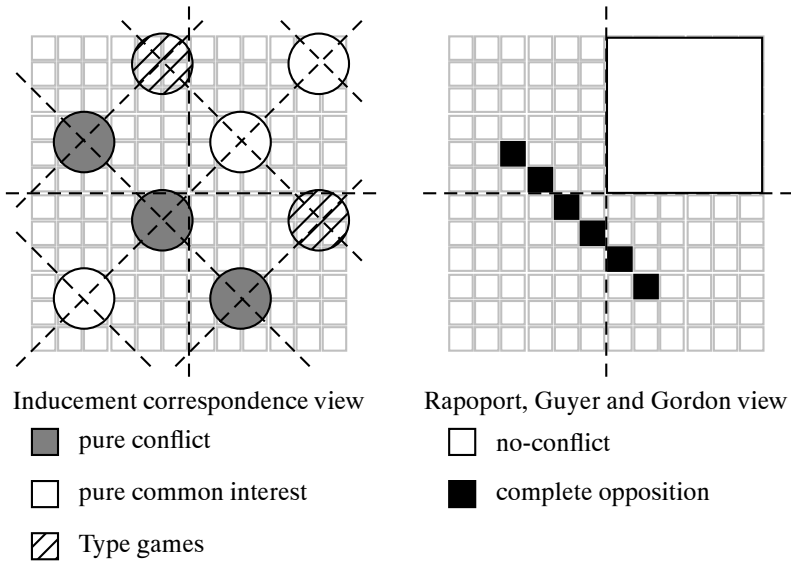 Inducement correspondence view
pure conflict
pure common interest
Type games
Rapoport, Guyer and Gordon view
no-conflict
complete opposition